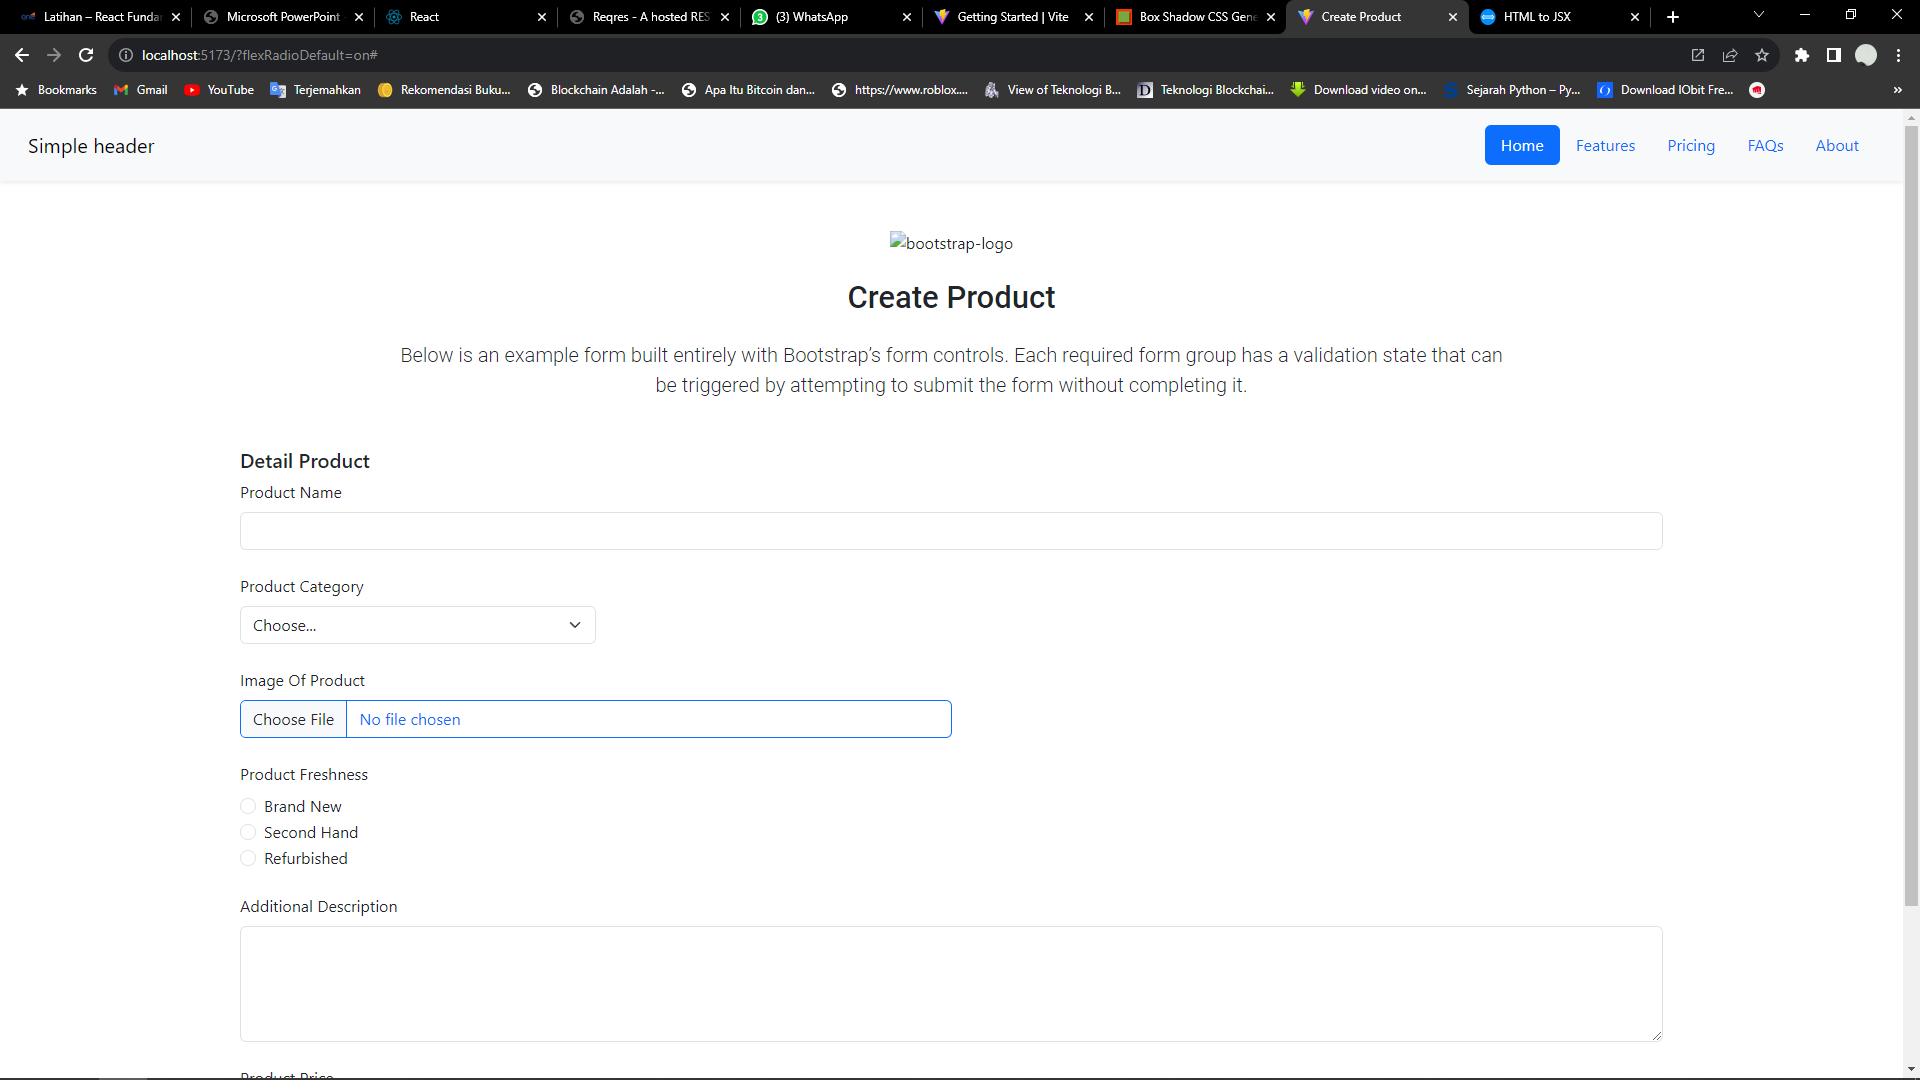 Latihan – React Funda
Microsoft PowerPoint
React
Reqres - A hosted RES
(3) WhatsApp
Getting Started | Vite
Box Shadow CSS Gene
Create Product
HTML to JSX
localhost:5173/?flexRadioDefault=on#
Bookmarks
Gmail
YouTube
Terjemahkan
Rekomendasi Buku...
Blockchain Adalah -...
Apa Itu Bitcoin dan...
https://www.roblox....
View of Teknologi B...
Teknologi Blockchai...
Download video on...
Sejarah Python – Py...
Download IObit Fre...
»
Simple header
Home
Features
Pricing
FAQs
About
bootstrap-logo
Create Product
Below is an example form built entirely with Bootstrap’s form controls. Each required form group has a validation state that can
be triggered by attempting to submit the form without completing it.
Detail Product
Product Name
Product Category
Choose...
Image Of Product
Choose File
No file chosen
Product Freshness
Brand New
Second Hand
Refurbished
Additional Description
Product Price